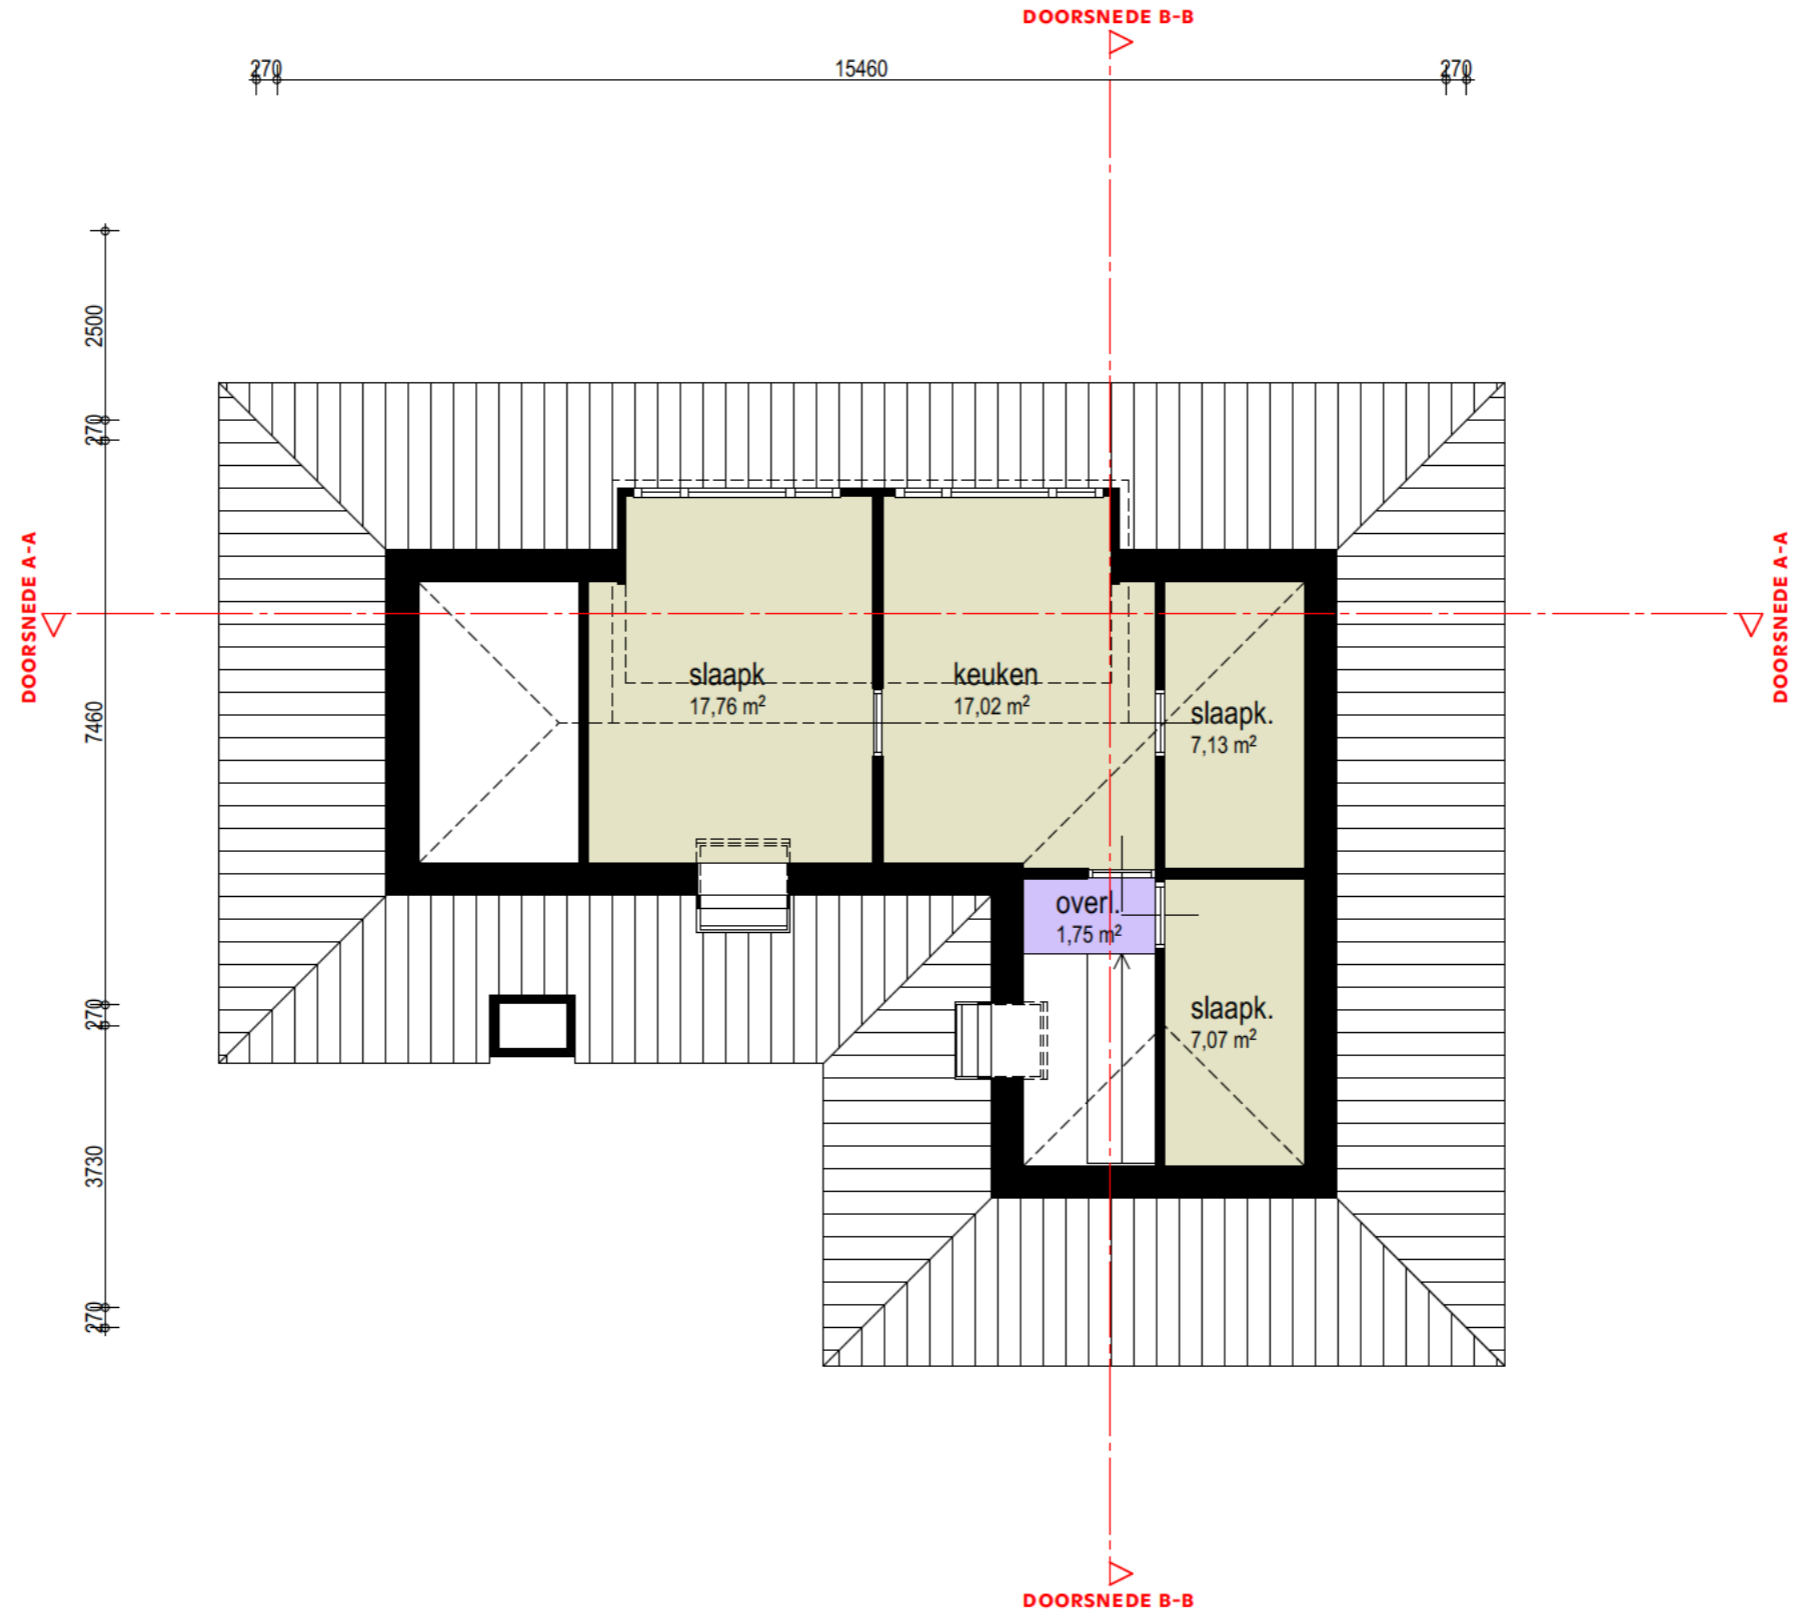 DOORSNEDE B-B
270
15460
270
2500
270
7460
270
3730
270
DOORSNEDE A-A
DOORSNEDE A-A
slaapk
17,76 m²
keuken
17,02 m²
slaapk.
7,13 m²
overl.
1,75 m²
slaapk.
7,07 m²
DOORSNEDE B-B